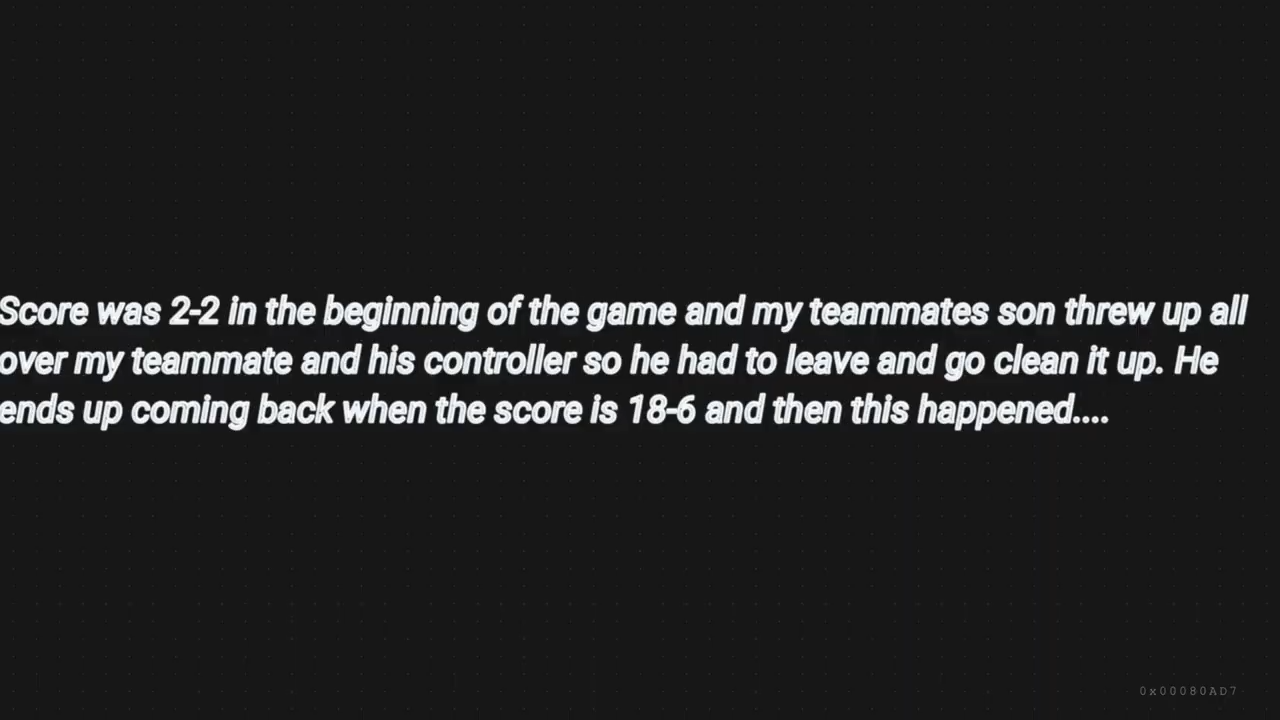 Score was 2-2 in the beginning of the game and my teammates son threw up all
over my teammate and his controller so he had to leave and go clean it up. He
ends up coming back when the score is 18-6 and then this happened....
0x00080AD7